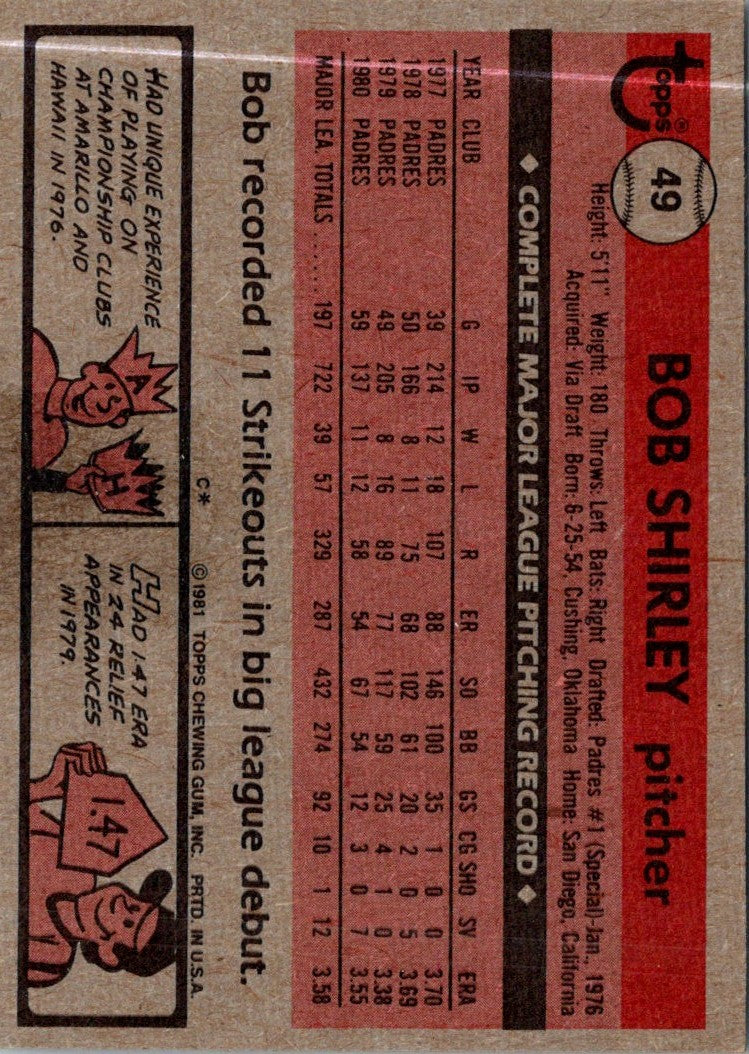 Topps®
49
BOB SHIRLEY pitcher
Height: 5'11" Weight: 180 Throws: Left Bats: Right Drafted: Padres #1 (Special)-Jan., 1976
Acquired: Via Draft Born: 6-25-54, Cushing, Oklahoma Home: San Diego, California
◆ COMPLETE MAJOR LEAGUE PITCHING RECORD ◆
YEAR CLUB G IP W L R ER SO BB GS CG SHO SV ERA
1977 PADRES 39 214 12 18 107 88 146 100 35 1 0 0 3.70
1978 PADRES 50 166 8 11 75 68 102 61 20 2 0 5 3.69
1979 PADRES 49 205 8 16 89 77 117 59 25 4 1 0 3.38
1980 PADRES 59 137 11 12 58 54 67 54 12 3 0 7 3.55
MAJOR LEA. TOTALS ...... 197 722 39 57 329 287 432 274 92 10 1 12 3.58
Bob recorded 11 Strikeouts in big league debut.
C* ©1981 TOPPS CHEWING GUM, INC. PRTD. IN U.S.A.
HAD UNIQUE EXPERIENCE
OF PLAYING ON
CHAMPIONSHIP CLUBS
AT AMARILLO AND
HAWAII IN 1976.
A
H
HAD 1.47 ERA
IN 24 RELIEF
APPEARANCES
IN 1979.
1.47